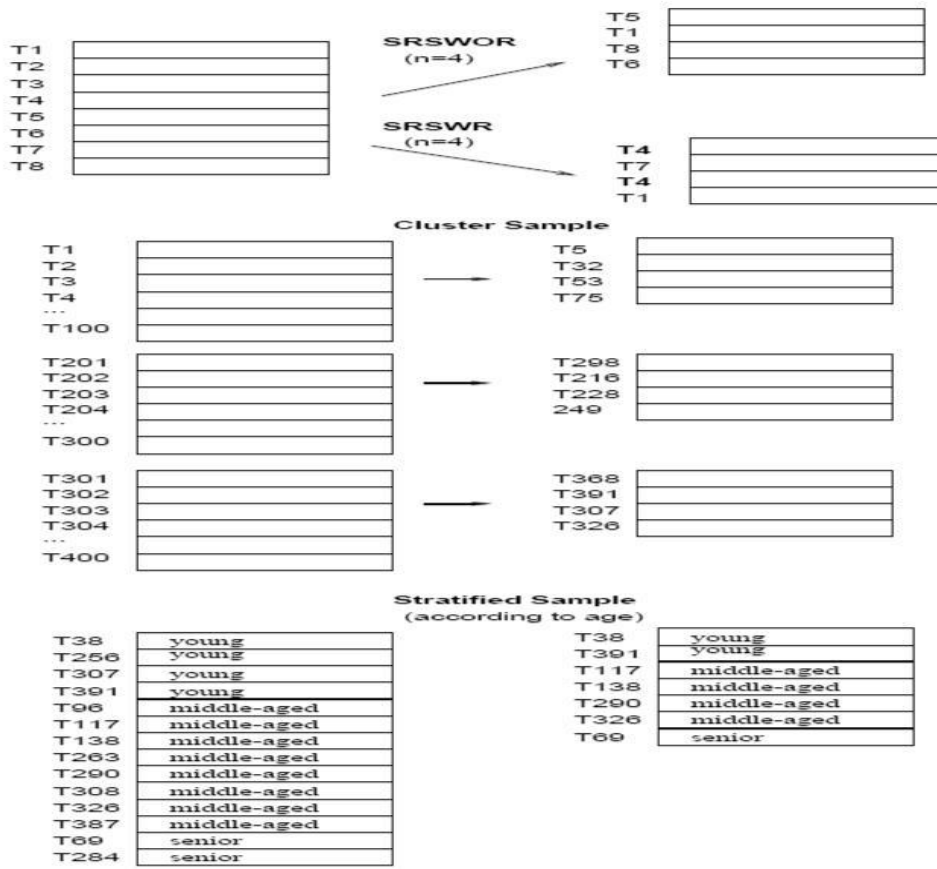 T1
T2
T3
T4
T5
T6
T7
T8
SRSWOR
(n=4)
SRSWR
(n=4)
T5
T1
T8
T6
T4
T7
T4
T1
Cluster Sample
T1
T2
T3
T4
...
T100
T5
T32
T53
T75
T201
T202
T203
T204
...
T300
T298
T216
T228
249
T301
T302
T303
T304
...
T400
T368
T391
T307
T326
Stratified Sample
(according to age)
T38 young
T256 young
T307 young
T391 young
T96 middle-aged
T117 middle-aged
T138 middle-aged
T263 middle-aged
T290 middle-aged
T308 middle-aged
T326 middle-aged
T387 middle-aged
T69 senior
T284 senior
T38 young
T391 young
T117 middle-aged
T138 middle-aged
T290 middle-aged
T326 middle-aged
T69 senior